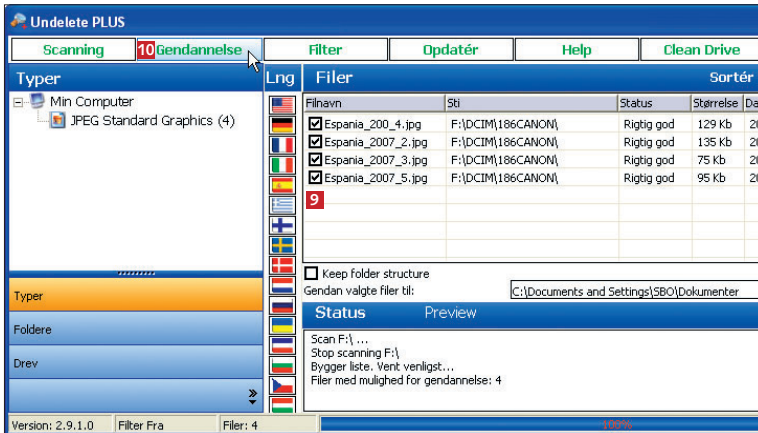 Undelete PLUS
Scanning 10 Gendannelse Filter Opdatér Help Clean Drive
Typer
Min Computer
JPEG Standard Graphics (4)
Typer
Foldere
Drev
Lng
Filer Sortér
Filnavn Sti Status Størrelse Da
Espania_200_4.jpg F:\DCIM\186CANON\ Rigtig god 129 Kb 20
Espania_2007_2.jpg F:\DCIM\186CANON\ Rigtig god 135 Kb 20
Espania_2007_3.jpg F:\DCIM\186CANON\ Rigtig god 75 Kb 20
Espania_2007_5.jpg F:\DCIM\186CANON\ Rigtig god 95 Kb 20
9
Keep folder structure
Gendan valgte filer til: C:\Documents and Settings\SBO\Dokumenter
Status Preview
Scan F:\ ...
Stop scanning F:\
Bygger liste. Vent venligst...
Filer med mulighed for gendannelse: 4
Version: 2.9.1.0 Filter Fra Filer: 4 100%